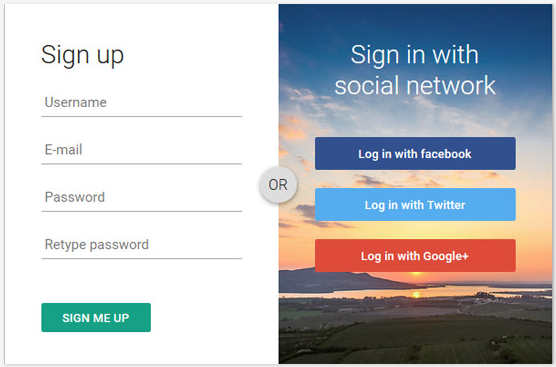 Sign up
Username
E-mail
Password
Retype password
SIGN ME UP
OR
Sign in with
social network
Log in with facebook
Log in with Twitter
Log in with Google+